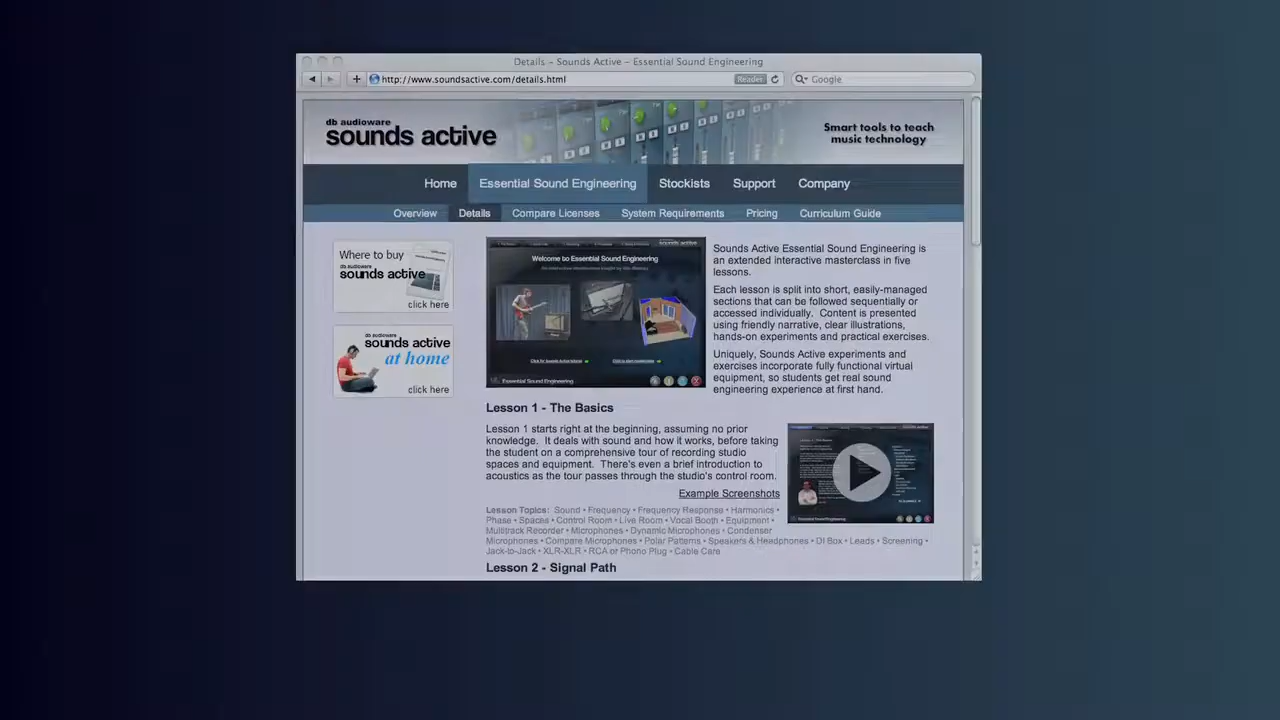 Details – Sounds Active – Essential Sound Engineering
http://www.soundsactive.com/details.html
Reader
Google
db audioware
sounds active
Smart tools to teach
music technology
Home
Essential Sound Engineering
Stockists
Support
Company
Overview
Details
Compare Licenses
System Requirements
Pricing
Curriculum Guide
Where to buy
db audioware
sounds active
click here
db audioware
sounds active
at home
click here
sounds active
Welcome to Essential Sound Engineering
Essential Sound Engineering
Sounds Active Essential Sound Engineering is
an extended interactive masterclass in five
lessons.
Each lesson is split into short, easily-managed
sections that can be followed sequentially or
accessed individually. Content is presented
using friendly narrative, clear illustrations,
hands-on experiments and practical exercises.
Uniquely, Sounds Active experiments and
exercises incorporate fully functional virtual
equipment, so students get real sound
engineering experience at first hand.
Lesson 1 - The Basics
Lesson 1 starts right at the beginning, assuming no prior
knowledge. It deals with sound and how it works, before taking
the student on a comprehensive tour of recording studio
spaces and equipment. There's even a brief introduction to
acoustics as the tour passes through the studio's control room.
Example Screenshots
Lesson Topics: Sound • Frequency • Frequency Response • Harmonics •
Phase • Spaces • Control Room • Live Room • Vocal Booth • Equipment •
Multitrack Recorder • Microphones • Dynamic Microphones • Condenser
Microphones • Compare Microphones • Polar Patterns • Speakers & Headphones • DI Box • Leads • Screening •
Jack-to-Jack • XLR-XLR • RCA or Phono Plug • Cable Care
Essential Sound Engineering
Lesson 2 - Signal Path